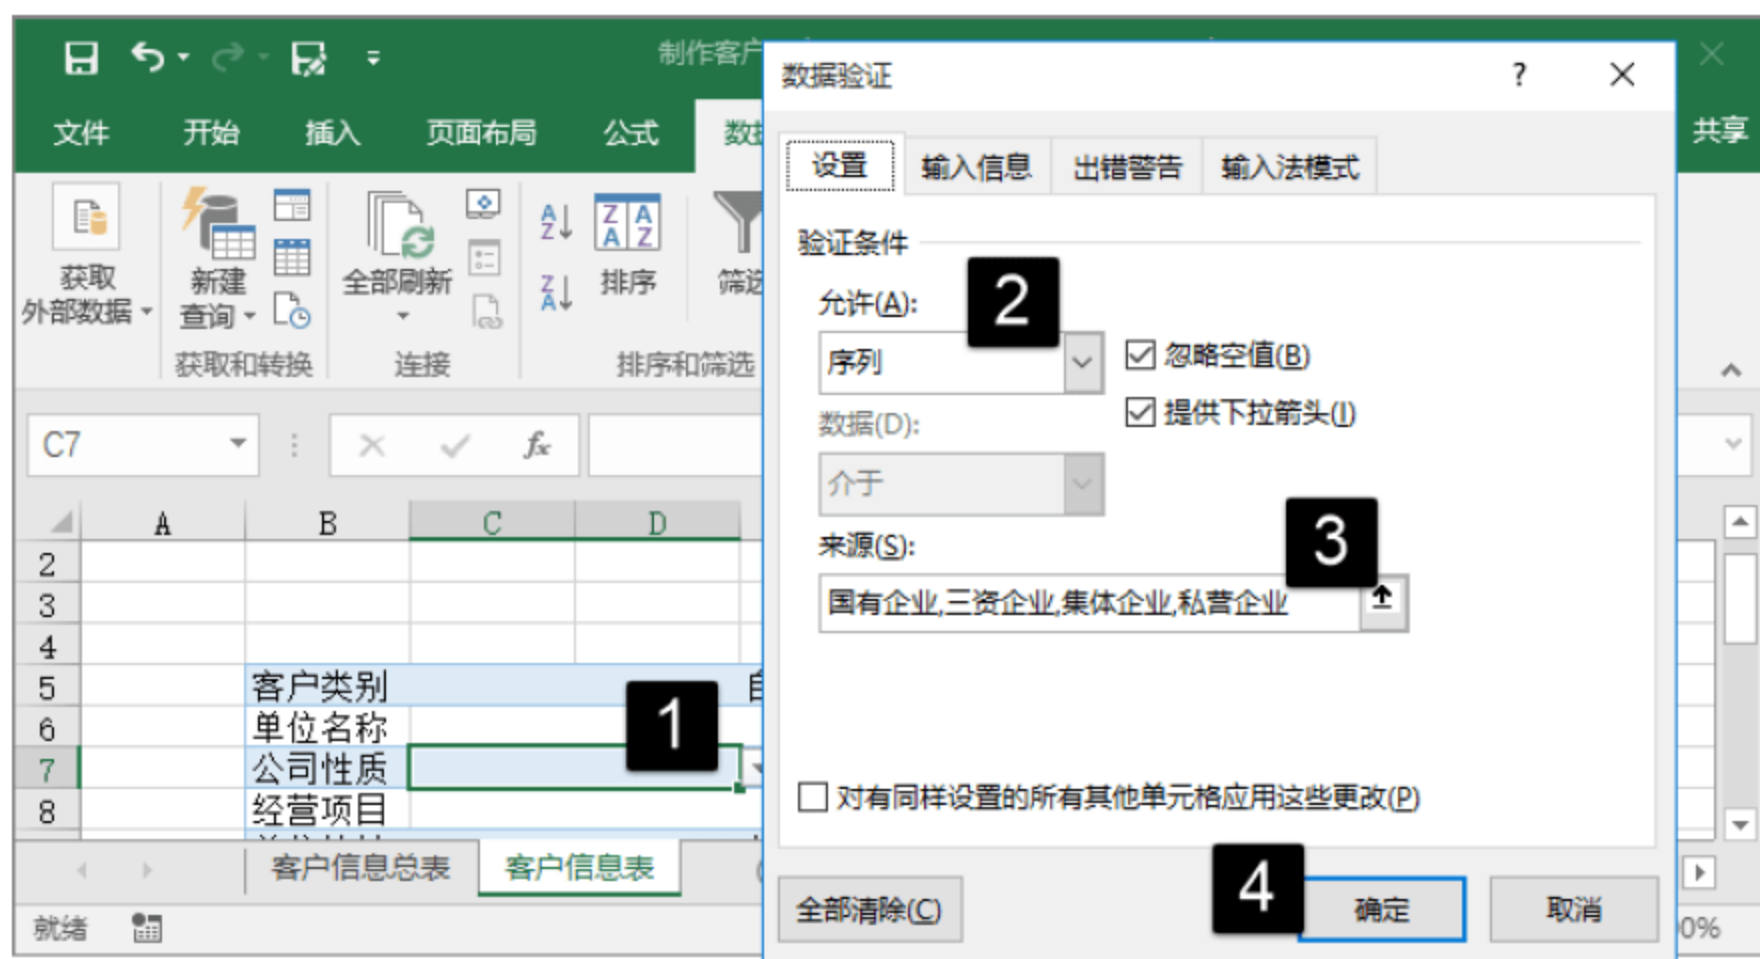 制作客户
数据验证
?
文件 开始 插入 页面布局 公式 数据 共享
设置 输入信息 出错警告 输入法模式
验证条件
允许(A):
2
序列
忽略空值(B)
提供下拉箭头(I)
数据(D):
介于
来源(S):
3
国有企业,三资企业,集体企业,私营企业
对有同样设置的所有其他单元格应用这些更改(P)
全部清除(C)
4
确定
取消
获取
外部数据
新建
查询
全部刷新
排序
筛选
获取和转换
连接
排序和筛选
C7
fx
A B C D
2
3
4
5 客户类别
6 单位名称
1
7 公司性质
8 经营项目
客户信息总表 客户信息表
就绪
0%